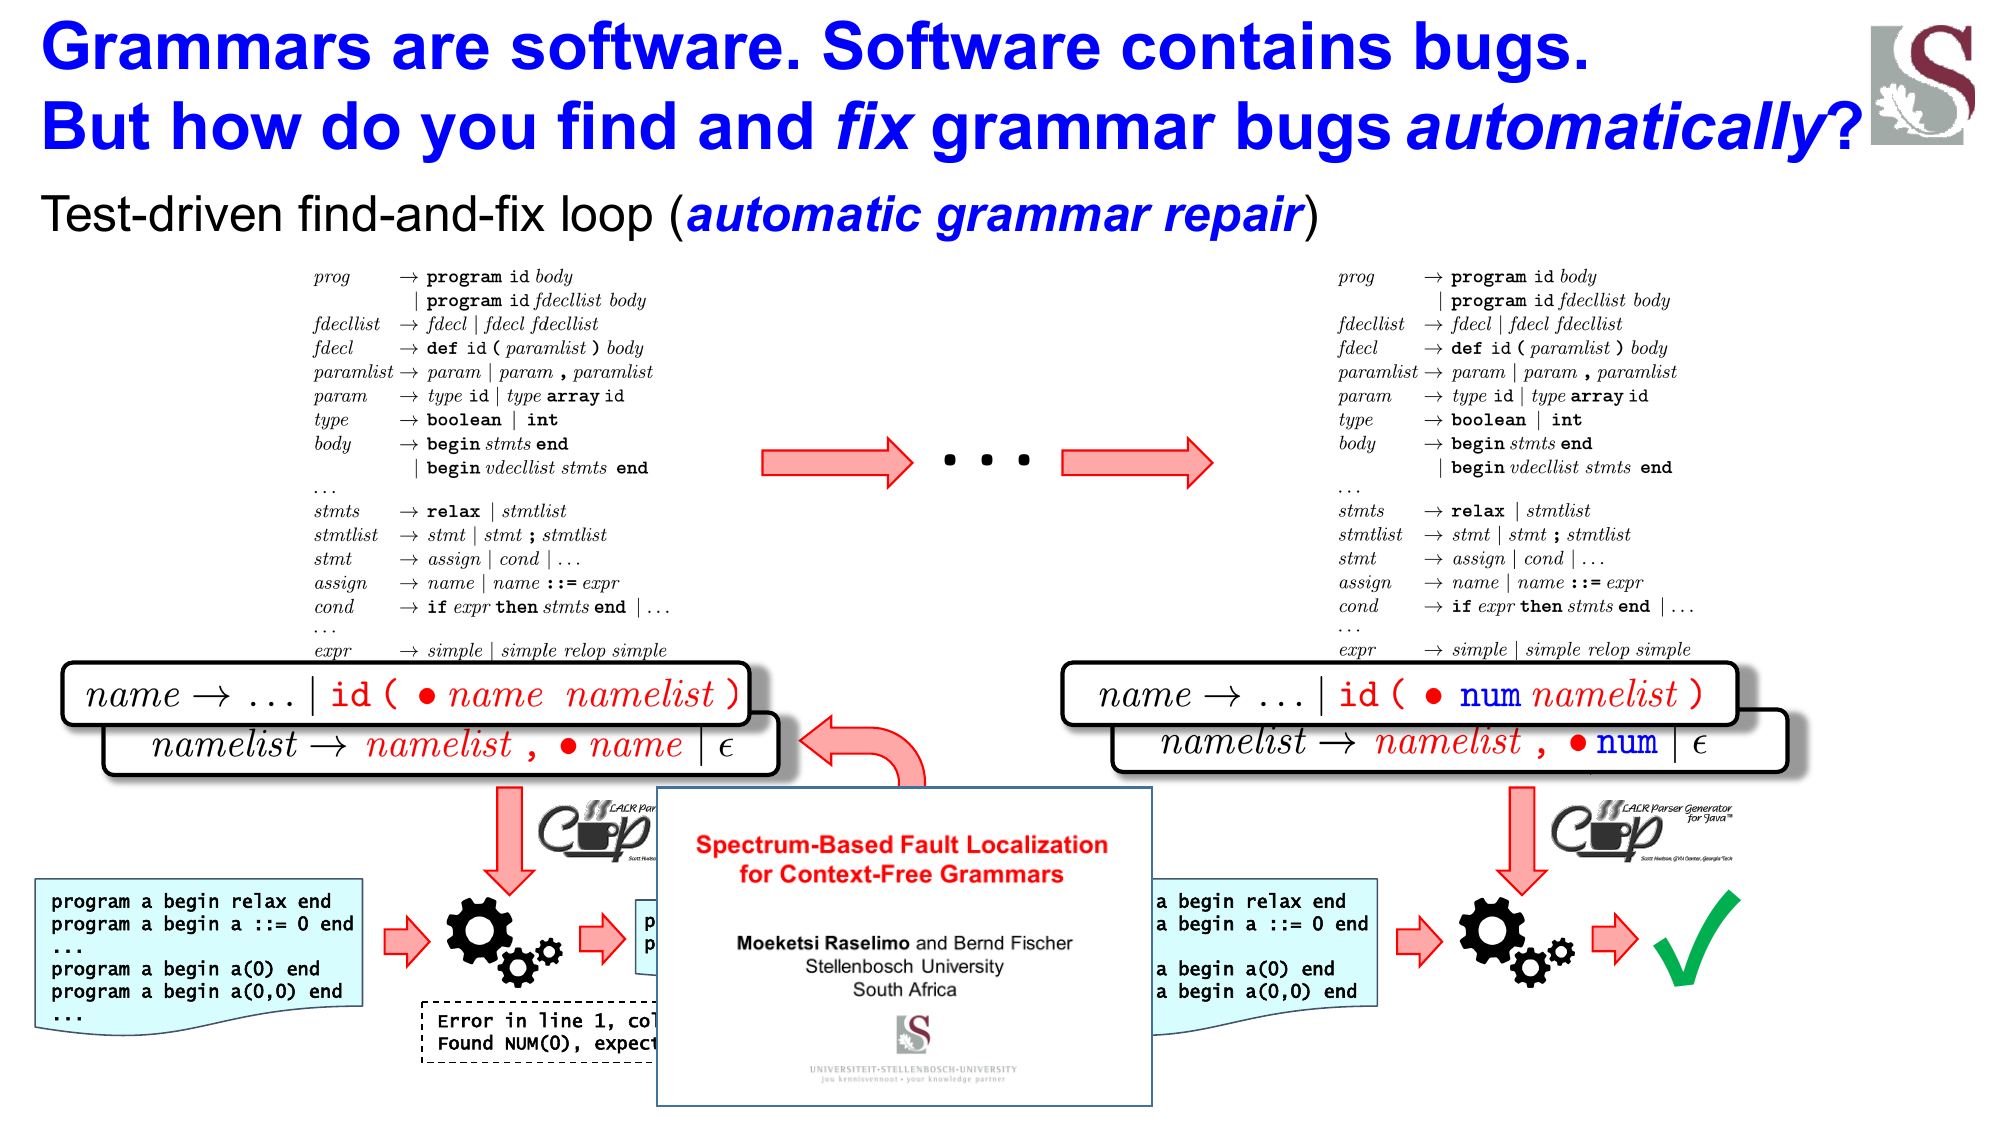 Grammars are software. Software contains bugs.
But how do you find and fix grammar bugs automatically?
Test-driven find-and-fix loop (automatic grammar repair)
prog → program id body
| program id fdecllist body
fdecllist → fdecl | fdecl fdecllist
fdecl → def id ( paramlist ) body
paramlist → param | param , paramlist
param → type id | type array id
type → boolean | int
body → begin stmts end
| begin vdecllist stmts end
...
stmts → relax | stmtlist
stmtlist → stmt | stmt ; stmtlist
stmt → assign | cond | ...
assign → name | name ::= expr
cond → if expr then stmts end | ...
...
expr → simple | simple relop simple
name → ... | id ( • name namelist )
namelist → namelist , • name | ϵ
• • •
prog → program id body
| program id fdecllist body
fdecllist → fdecl | fdecl fdecllist
fdecl → def id ( paramlist ) body
paramlist → param | param , paramlist
param → type id | type array id
type → boolean | int
body → begin stmts end
| begin vdecllist stmts end
...
stmts → relax | stmtlist
stmtlist → stmt | stmt ; stmtlist
stmt → assign | cond | ...
assign → name | name ::= expr
cond → if expr then stmts end | ...
...
expr → simple | simple relop simple
name → ... | id ( • num namelist )
namelist → namelist , • num | ϵ
LALR Par
Cup
Scott Hudson
program a begin relax end
program a begin a ::= 0 end
...
program a begin a(0) end
program a begin a(0,0) end
...
p
p
Error in line 1, col
Found NUM(0), expect
Spectrum-Based Fault Localization
for Context-Free Grammars
Moeketsi Raselimo and Bernd Fischer
Stellenbosch University
South Africa
S
UNIVERSITEIT•STELLENBOSCH•UNIVERSITY
jou kennisvennoot • your knowledge partner
LALR Parser Generator
for Java™
Cup
Scott Hudson, GVU Center, Georgia Tech
a begin relax end
a begin a ::= 0 end
a begin a(0) end
a begin a(0,0) end
S